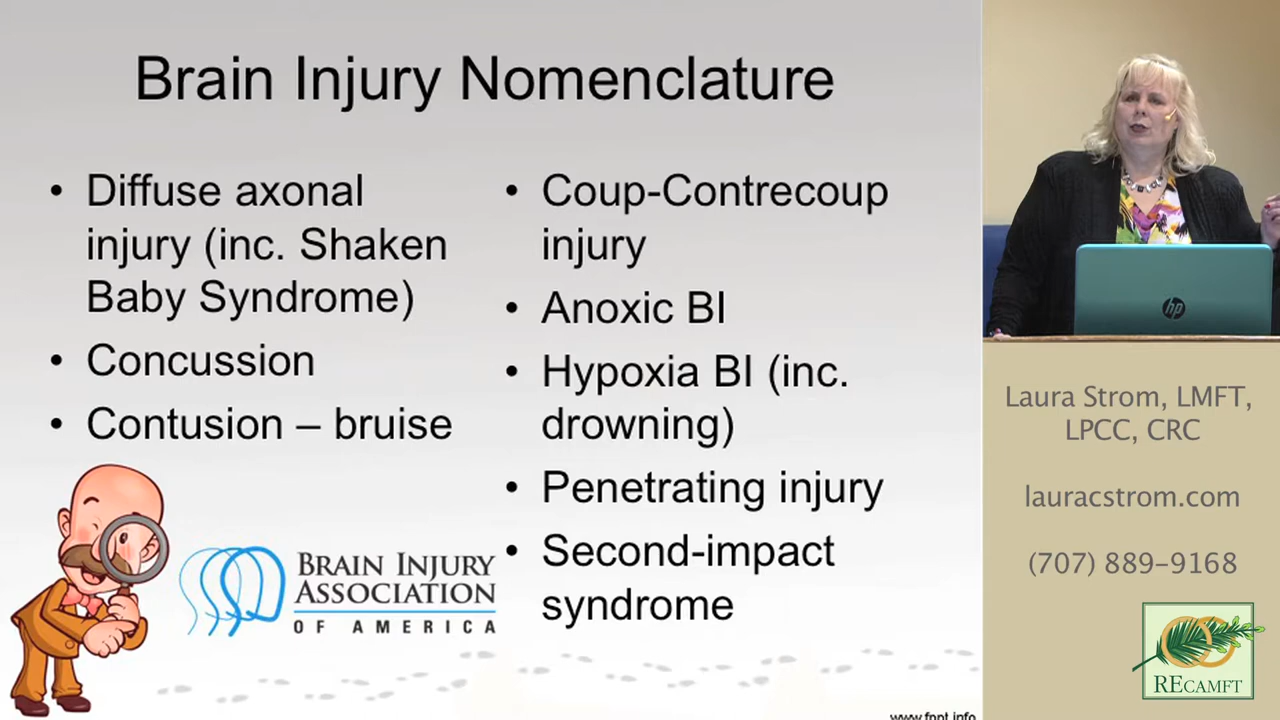 Brain Injury Nomenclature
• Diffuse axonal
injury (inc. Shaken
Baby Syndrome)
• Concussion
• Contusion – bruise
• Coup-Contrecoup
injury
• Anoxic BI
• Hypoxia BI (inc.
drowning)
• Penetrating injury
• Second-impact
syndrome
BRAIN INJURY
ASSOCIATION
OF AMERICA
www.fppt.info
hp
Laura Strom, LMFT,
LPCC, CRC
lauracstrom.com
(707) 889-9168
RECAMFT